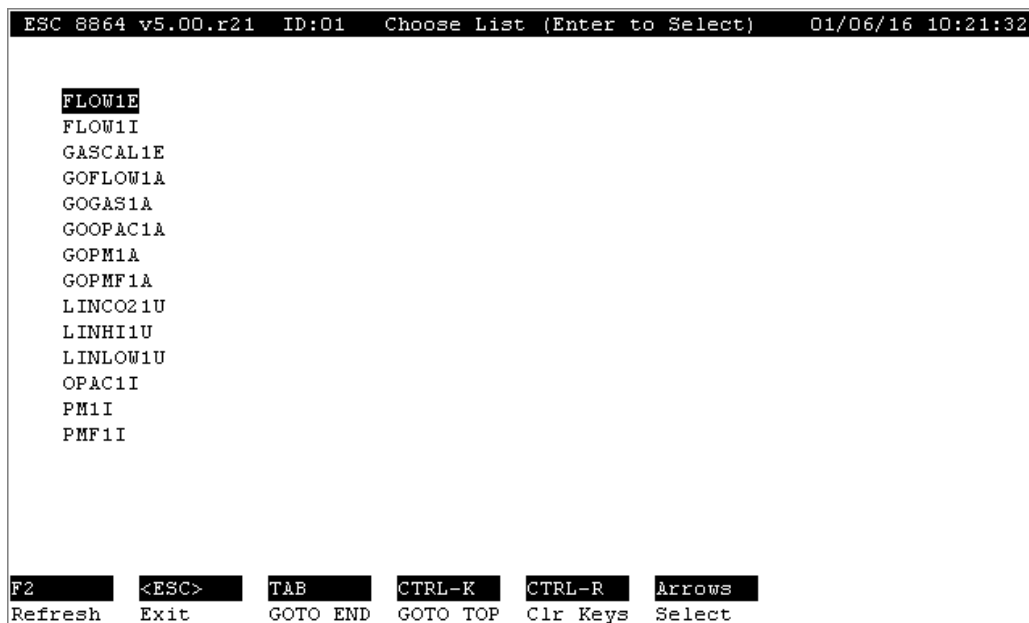 ESC 8864 v5.00.r21 ID:01 Choose List (Enter to Select) 01/06/16 10:21:32
FLOW1E
FLOW1I
GASCAL1E
GOFLOW1A
GOGAS1A
GOOPAC1A
GOPM1A
GOPMF1A
LINCO21U
LINHI1U
LINLOW1U
OPAC1I
PM1I
PMF1I
F2 <ESC> TAB CTRL-K CTRL-R Arrows
Refresh Exit GOTO END GOTO TOP Clr Keys Select